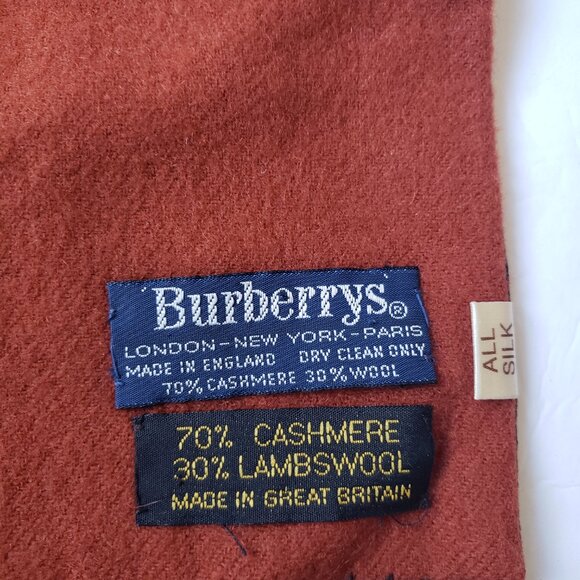 Burberrys®
LONDON-NEW YORK-PARIS
MADE IN ENGLAND DRY CLEAN ONLY
70% CASHMERE 30% WOOL
70% CASHMERE
30% LAMBSWOOL
MADE IN GREAT BRITAIN
ALL
SILK